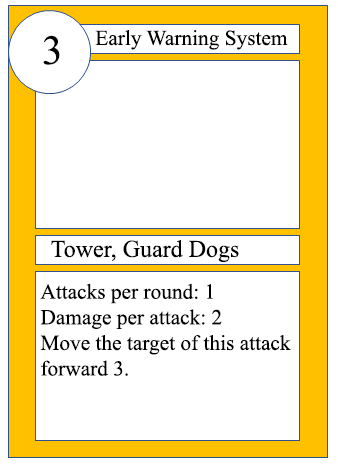 3
Early Warning System
Tower, Guard Dogs
Attacks per round: 1
Damage per attack: 2
Move the target of this attack
forward 3.